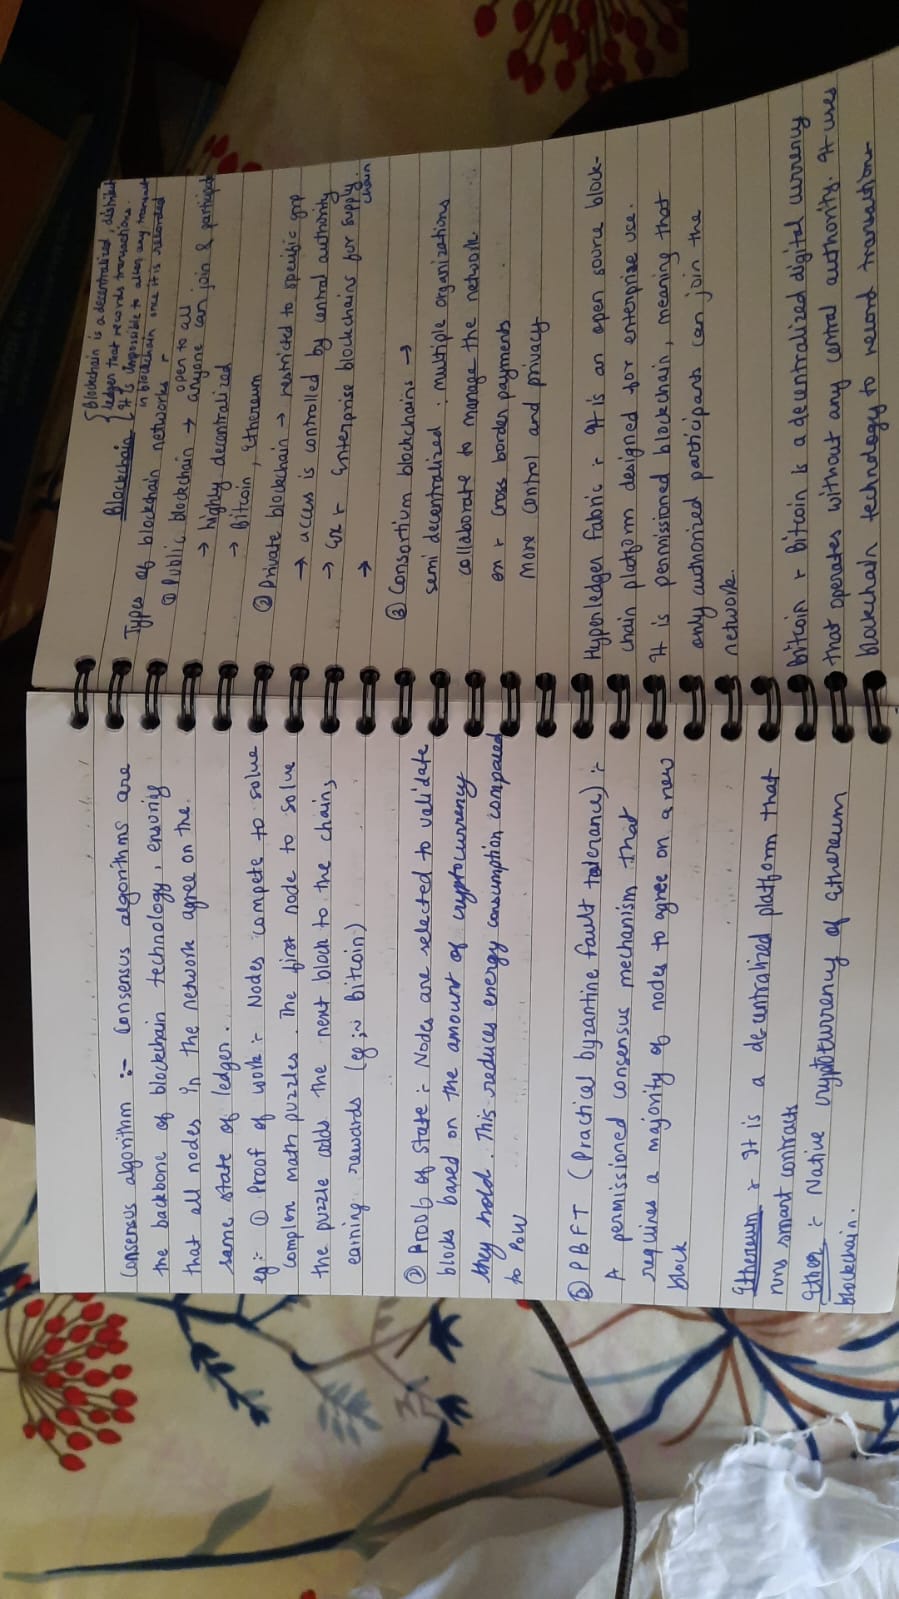 Consensus algorithm :- Consensus algorithms are
the backbone of blockchain technology, ensuring
that all nodes in the network agree on the.
same state of ledger.
eg :- ① Proof of work :- Nodes compete to solve
complex math puzzles. The first node to solve
the puzzle adds the next block to the chain,
earning rewards (eg :- Bitcoin)
② Proof of state :- Nodes are selected to validate
blocks based on the amount of cryptocurrency
they hold. This reduces energy consumption compared
to PoW
③ PBFT (Practical byzantine fault tolerance) :-
A permissioned consensus mechanism that
requires a majority of nodes to agree on a new
block
Ethereum :- It is a decentralized platform that
runs smart contracts
Ether :- Native cryptocurrency of Ethereum
blockchain.
Blockchain { Blockchain is a decentralized, distribut
ledger that records transactions.
It is impossible to alter any transact
in blockchain once it is recorded
Types of blockchain networks :-
open to all
① Public blockchain → anyone can join & participate
→ highly decentralized
→ Bitcoin, Ethereum
② Private blockchain → restricted to specific grp
→ access is controlled by central authority
→ Ex :- Enterprise blockchains for supply
chain
→
③ Consortium blockchains →
semi decentralized : multiple organizations
collaborate to manage the network
ex :- cross border payments
more control and privacy
Hyperledger fabric :- It is an open source block-
chain platform designed for enterprise use.
It is permissioned blockchain, meaning that
only authorized participants can join the
network.
Bitcoin :- Bitcoin is a decentralized digital currency
that operates without any central authority. It uses
blockchain technology to record transactions